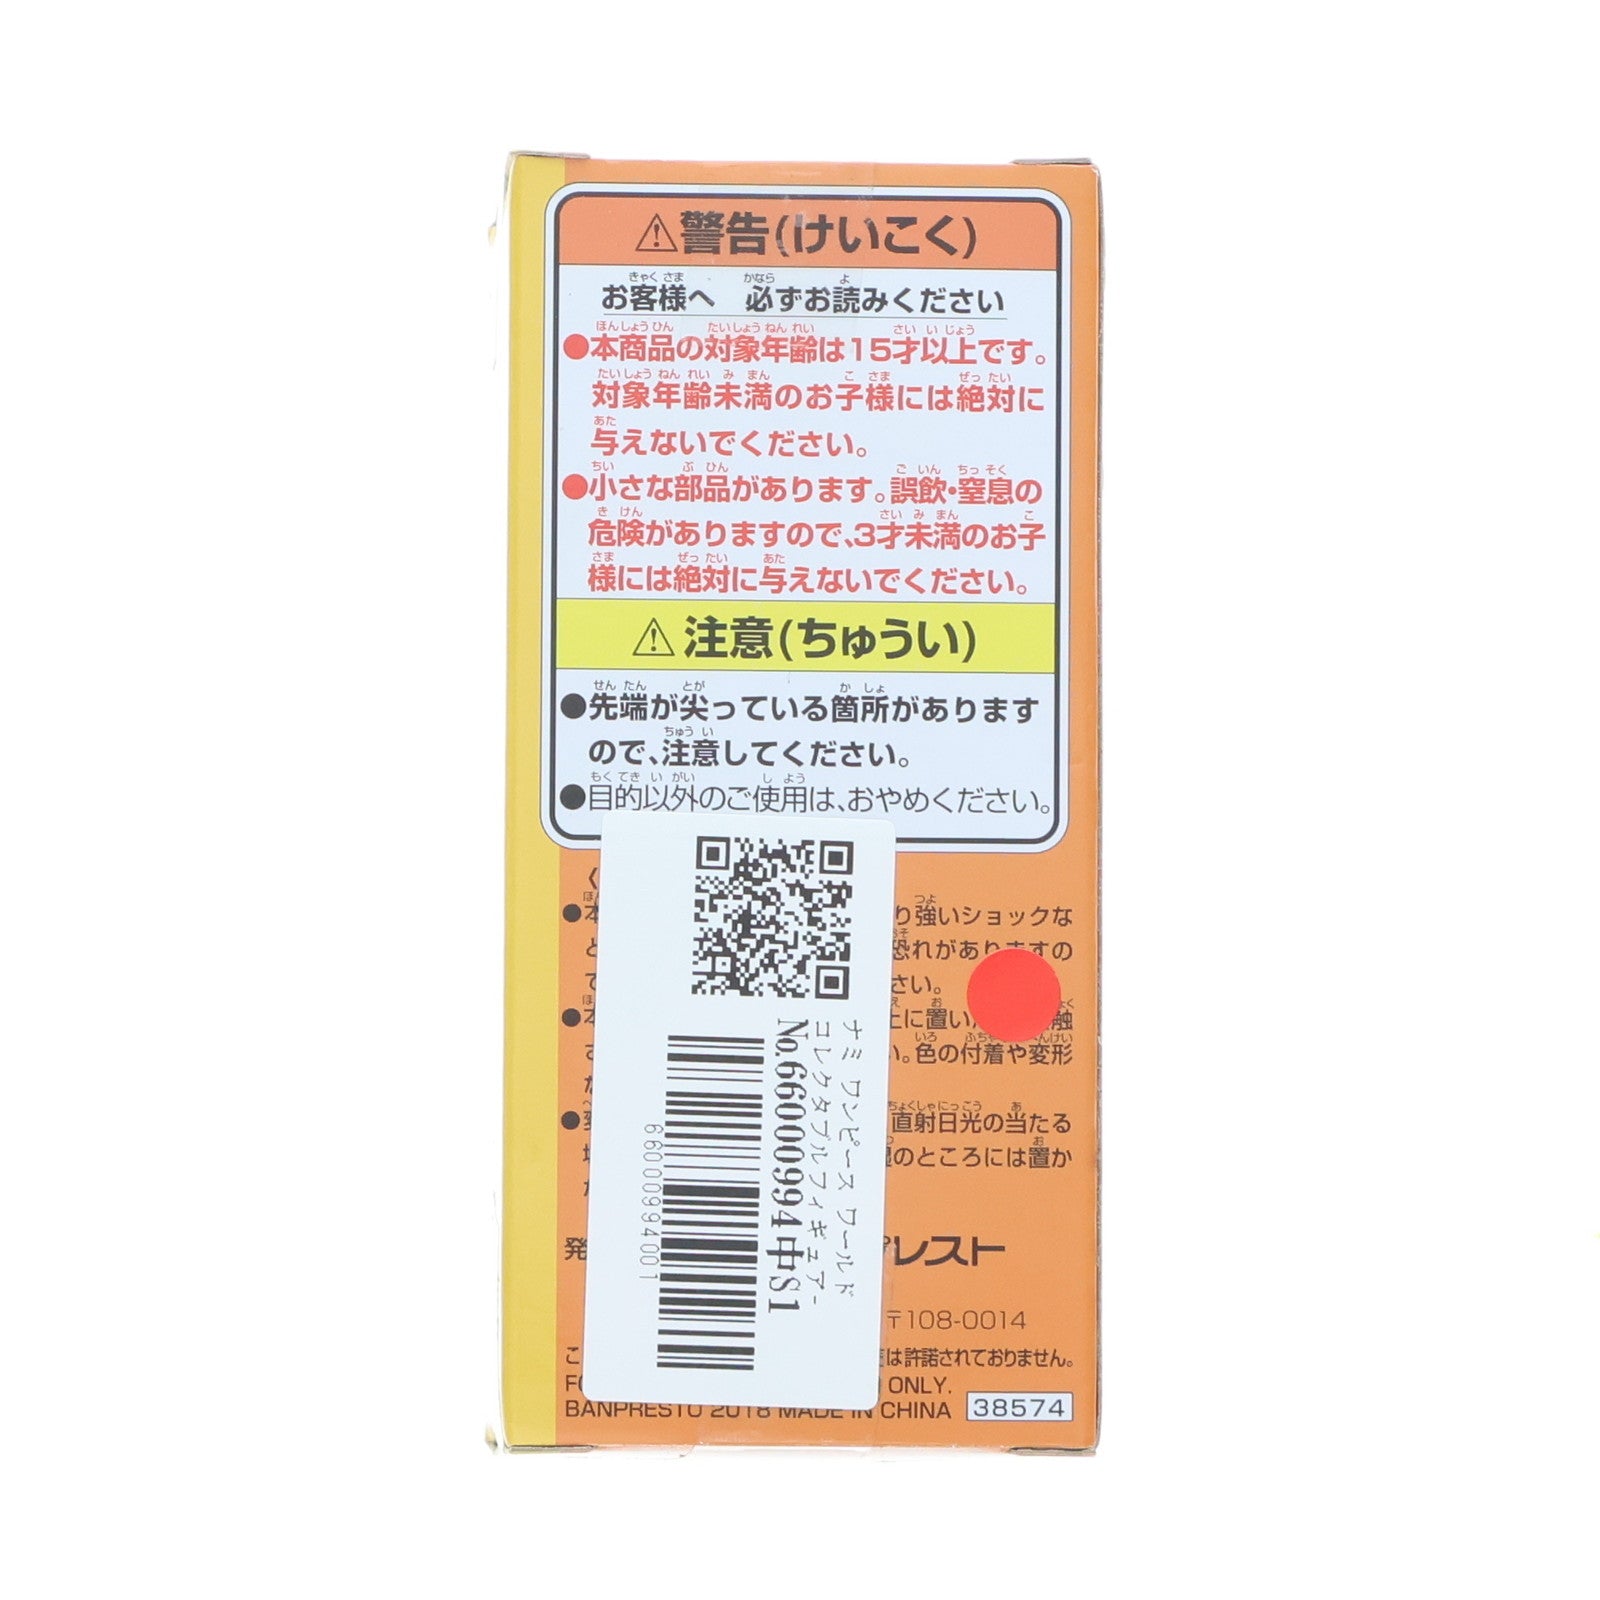 ⚠警告(けいこく)
お客様へ 必ずお読みください
●本商品の対象年齢は15才以上です。
対象年齢未満のお子様には絶対に
与えないでください。
●小さな部品があります。誤飲・窒息の
危険がありますので、3才未満のお子
様には絶対に与えないでください。
⚠注意(ちゅうい)
●先端が尖っている箇所があります
ので、注意してください。
●目的以外のご使用は、おやめください。
り強いショックな
恐れがありますの
さい。
上に置い
触
。色の付着や変形
直射日光の当たる
のところには置か
発
レスト
〒108-0014
は許諾されておりません。
ONLY.
BANPRESTO 2018 MADE IN CHINA 38574
ナミ ワンピース ワールド
コレクタブルフィギュアー
No.66000994中S1
66000994001